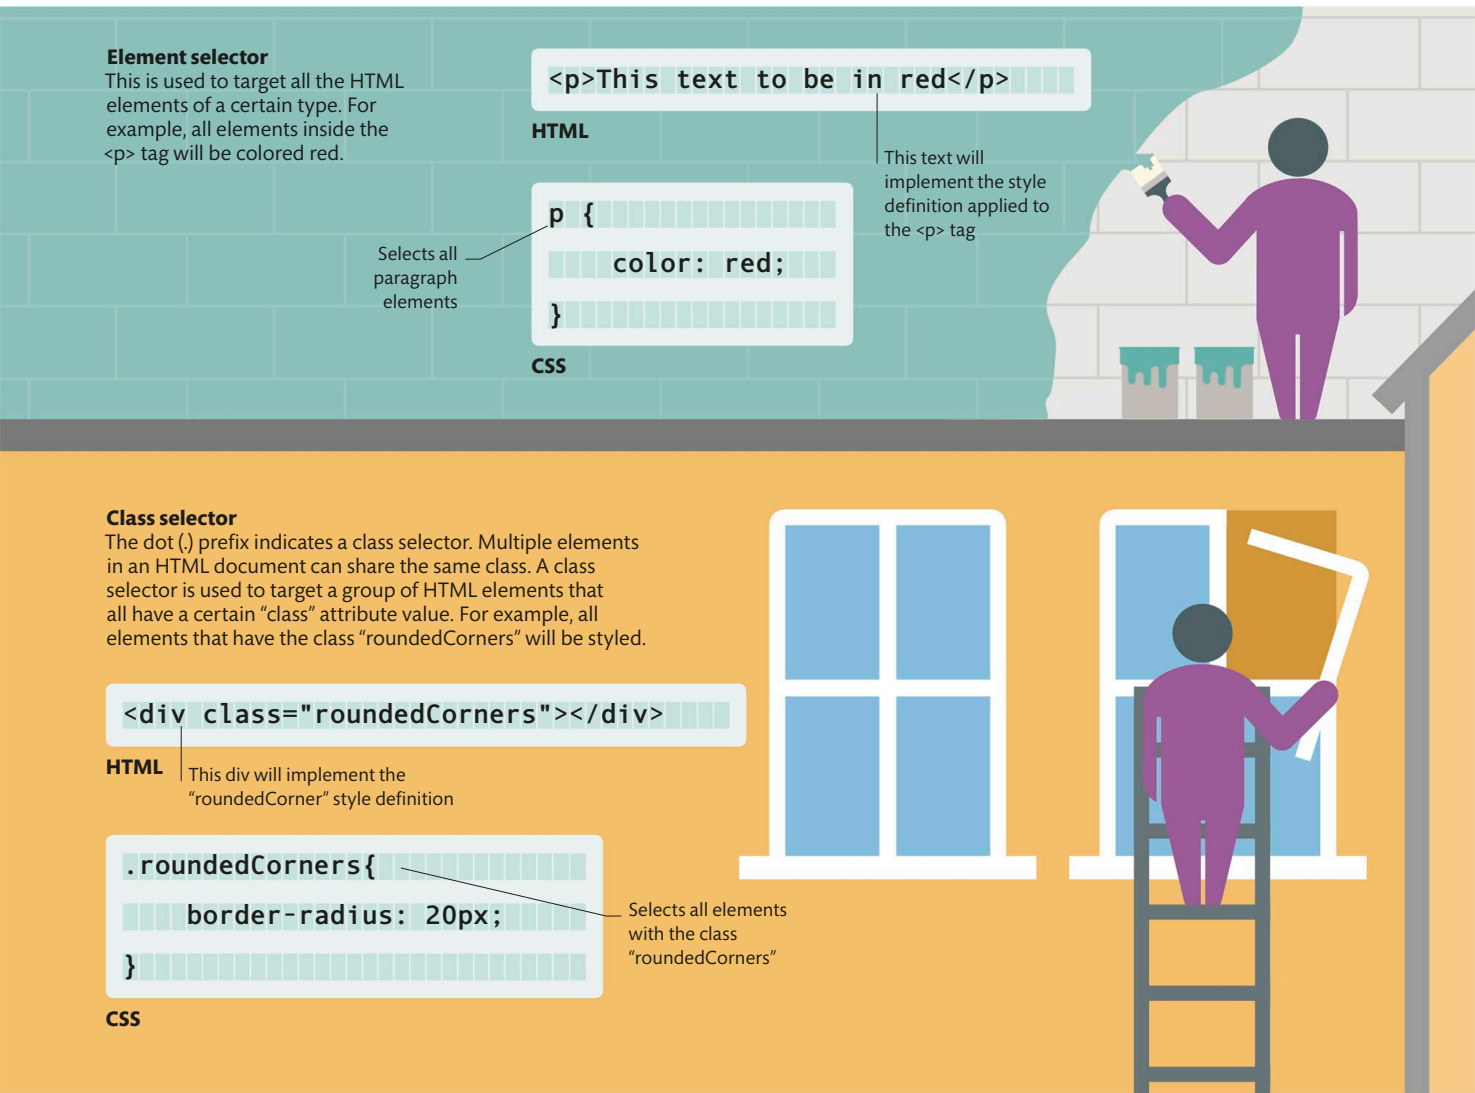 Element selector
This is used to target all the HTML
elements of a certain type. For
example, all elements inside the
<p> tag will be colored red.
<p>This text to be in red</p>
HTML
This text will
implement the style
definition applied to
the <p> tag
p {
color: red;
}
Selects all
paragraph
elements
CSS
Class selector
The dot (.) prefix indicates a class selector. Multiple elements
in an HTML document can share the same class. A class
selector is used to target a group of HTML elements that
all have a certain “class” attribute value. For example, all
elements that have the class “roundedCorners” will be styled.
<div class="roundedCorners"></div>
HTML
This div will implement the
“roundedCorner” style definition
.roundedCorners{
border-radius: 20px;
}
Selects all elements
with the class
“roundedCorners”
CSS